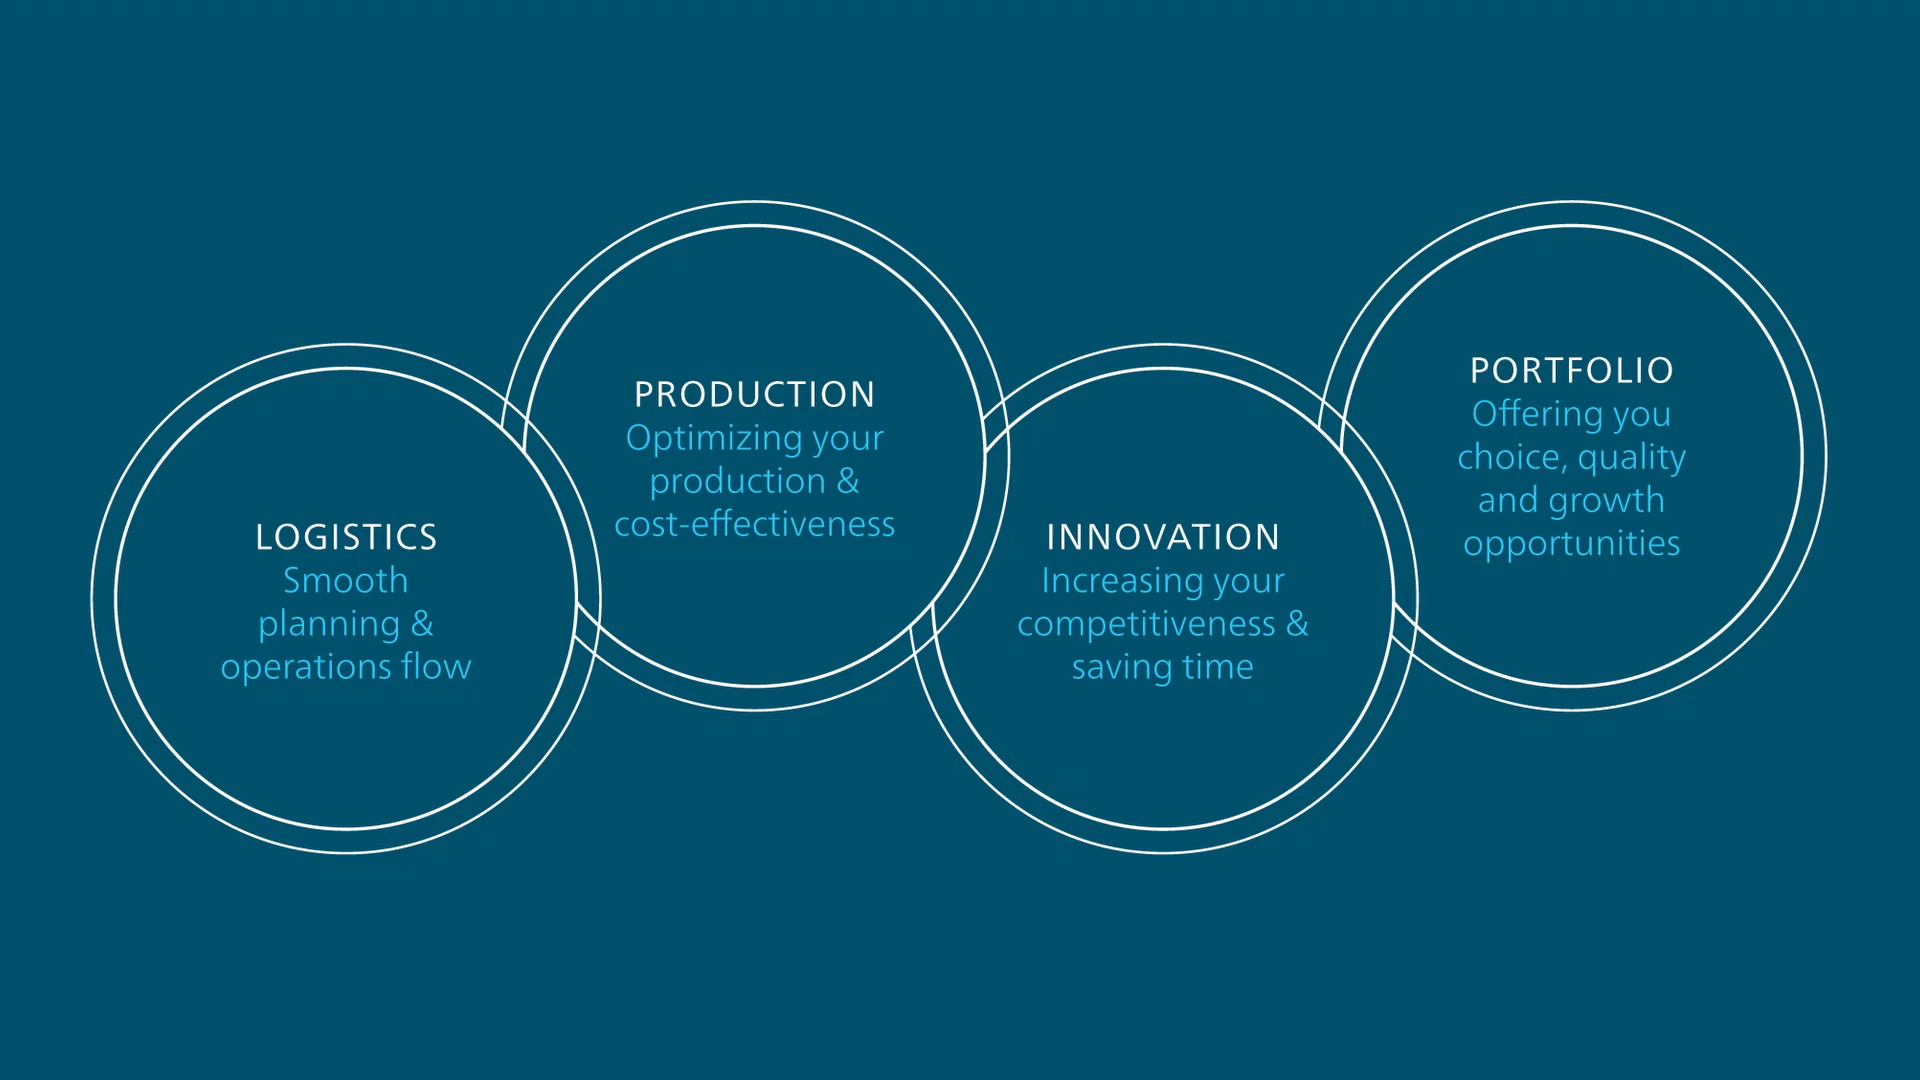 LOGISTICS
Smooth
planning &
operations flow
PRODUCTION
Optimizing your
production &
cost-effectiveness
INNOVATION
Increasing your
competitiveness &
saving time
PORTFOLIO
Offering you
choice, quality
and growth
opportunities